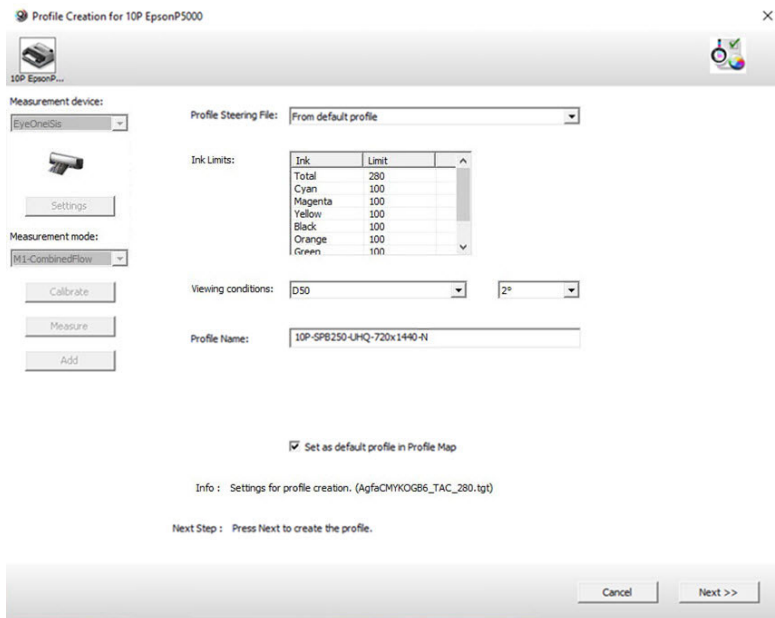 Profile Creation for 10P EpsonP5000
10P EpsonP...
Measurement device:
EyeOneiSis
Settings
Measurement mode:
M1-CombinedFlow
Calibrate
Measure
Add
Profile Steering File: From default profile
Ink Limits:
Ink Limit
Total 280
Cyan 100
Magenta 100
Yellow 100
Black 100
Orange 100
Green 100
Viewing conditions: D50 2°
Profile Name: 10P-SPB250-UHQ-720x1440-N
Set as default profile in Profile Map
Info : Settings for profile creation. (AgfaCMYKOGB6_TAC_280.tgt)
Next Step : Press Next to create the profile.
Cancel Next >>